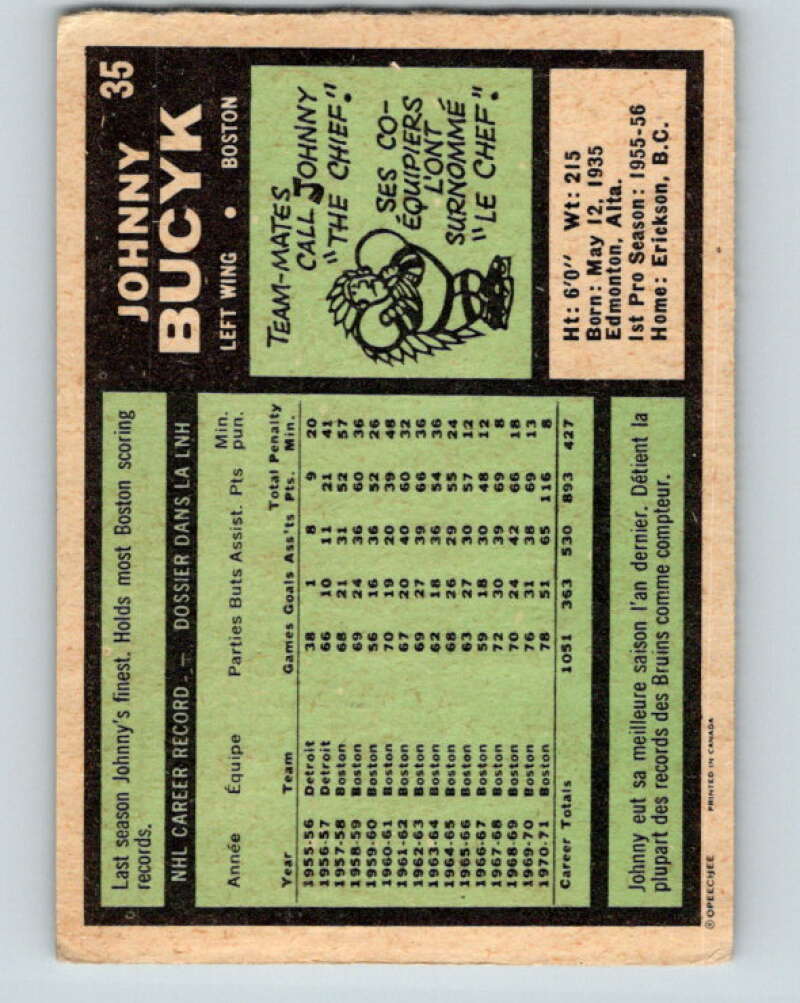 35
JOHNNY
BUCYK
LEFT WING • BOSTON
TEAM-MATES
CALL JOHNNY
"THE CHIEF".
SES CO-
ÉQUIPIERS
L'ONT
SURNOMMÉ
"LE CHEF".
Ht: 6'0" Wt: 215
Born: May 12, 1935
Edmonton, Alta.
1st Pro Season: 1955-56
Home: Erickson, B.C.
Last season Johnny's finest. Holds most Boston scoring
records.
NHL CAREER RECORD — DOSSIER DANS LA LNH
Année Équipe Parties Buts Assist. Pts Min. pun.
Year Team Games Goals Ass'ts Total Pts. Penalty Min.
1955-56 Detroit 38 1 8 9 20
1956-57 Detroit 66 10 11 21 41
1957-58 Boston 68 21 31 52 57
1958-59 Boston 69 24 36 60 36
1959-60 Boston 56 16 36 52 26
1960-61 Boston 70 19 20 39 48
1961-62 Boston 67 20 40 60 32
1962-63 Boston 69 27 39 66 36
1963-64 Boston 62 18 36 54 36
1964-65 Boston 68 26 29 55 24
1965-66 Boston 63 27 30 57 12
1966-67 Boston 59 18 30 48 12
1967-68 Boston 72 30 39 69 8
1968-69 Boston 70 24 42 66 18
1969-70 Boston 76 31 38 69 13
1970-71 Boston 78 51 65 116 8
Career Totals 1051 363 530 893 427
Johnny eut sa meilleure saison l'an dernier. Détient la
plupart des records des Bruins comme compteur.
® OPEECHEE PRINTED IN CANADA